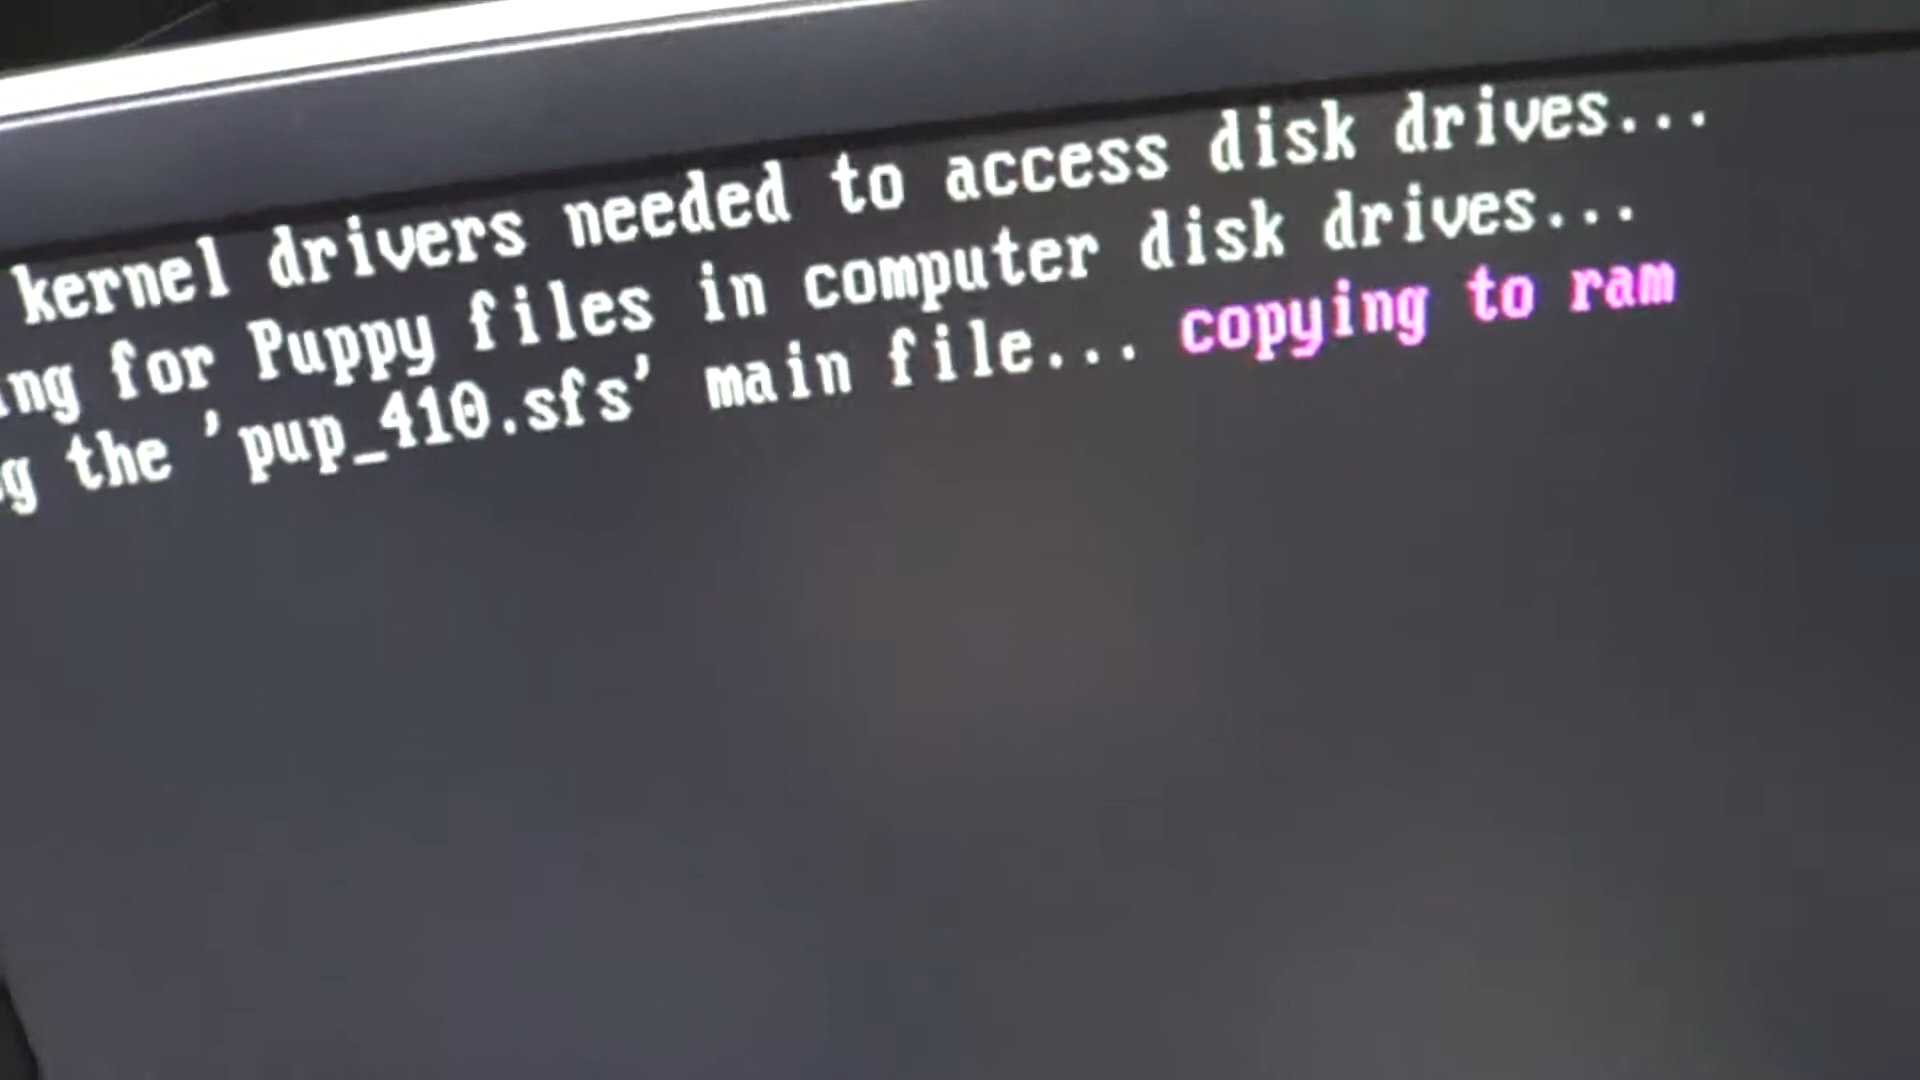 kernel drivers needed to access disk drives...
ng for Puppy files in computer disk drives...
g the 'pup_410.sfs' main file... copying to ram